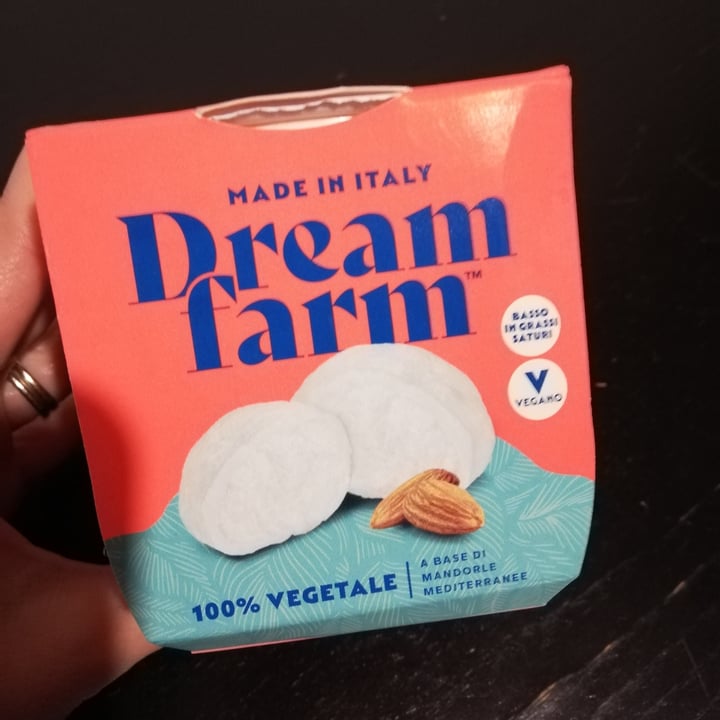 MADE IN ITALY
Dream
farm™
BASSO
IN GRASSI
SATURI
V
VEGANO
100% VEGETALE
A BASE DI
MANDORLE
MEDITERRANEE